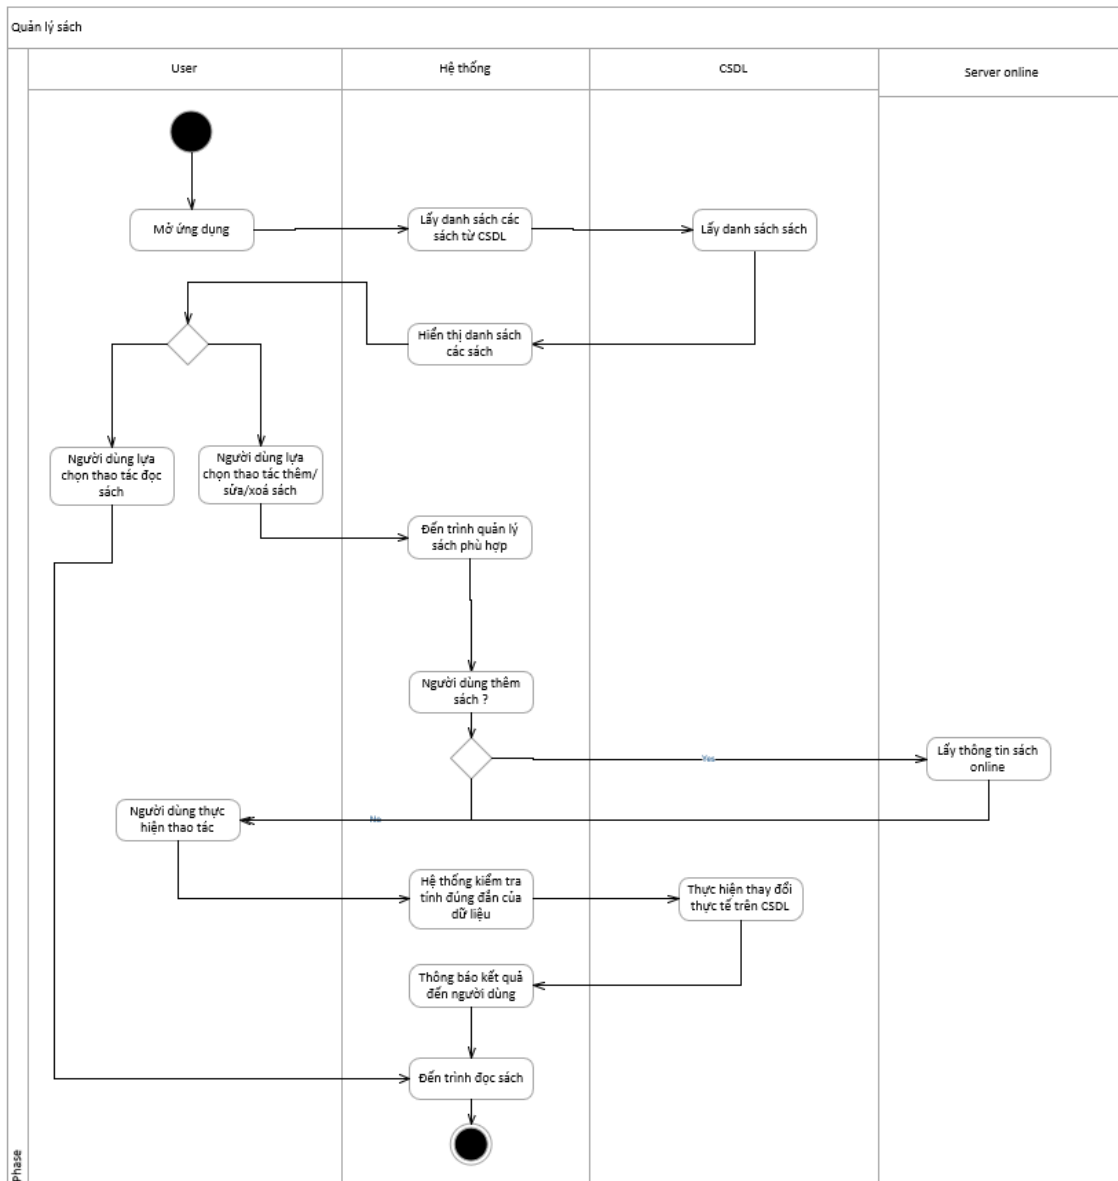 Quản lý sách
User
Hệ thống
CSDL
Server online
Mở ứng dụng
Lấy danh sách các
sách từ CSDL
Lấy danh sách sách
Hiển thị danh sách
các sách
Người dùng lựa
chọn thao tác đọc
sách
Người dùng lựa
chọn thao tác thêm/
sửa/xoá sách
Đến trình quản lý
sách phù hợp
Người dùng thêm
sách ?
Yes
Lấy thông tin sách
online
Người dùng thực
hiện thao tác
No
Hệ thống kiểm tra
tính đúng đắn của
dữ liệu
Thực hiện thay đổi
thực tế trên CSDL
Thông báo kết quả
đến người dùng
Đến trình đọc sách
Phase